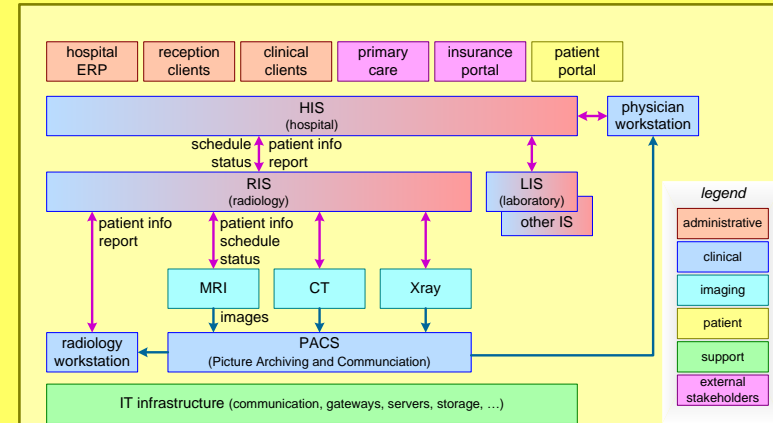 hospital
ERP
reception
clients
clinical
clients
primary
care
insurance
portal
patient
portal
HIS
(hospital)
physician
workstation
schedule
status
patient info
report
RIS
(radiology)
LIS
(laboratory)
other IS
legend
administrative
clinical
imaging
patient
support
external
stakeholders
patient info
report
patient info
schedule
status
MRI
CT
Xray
images
radiology
workstation
PACS
(Picture Archiving and Communciation)
IT infrastructure (communication, gateways, servers, storage, …)